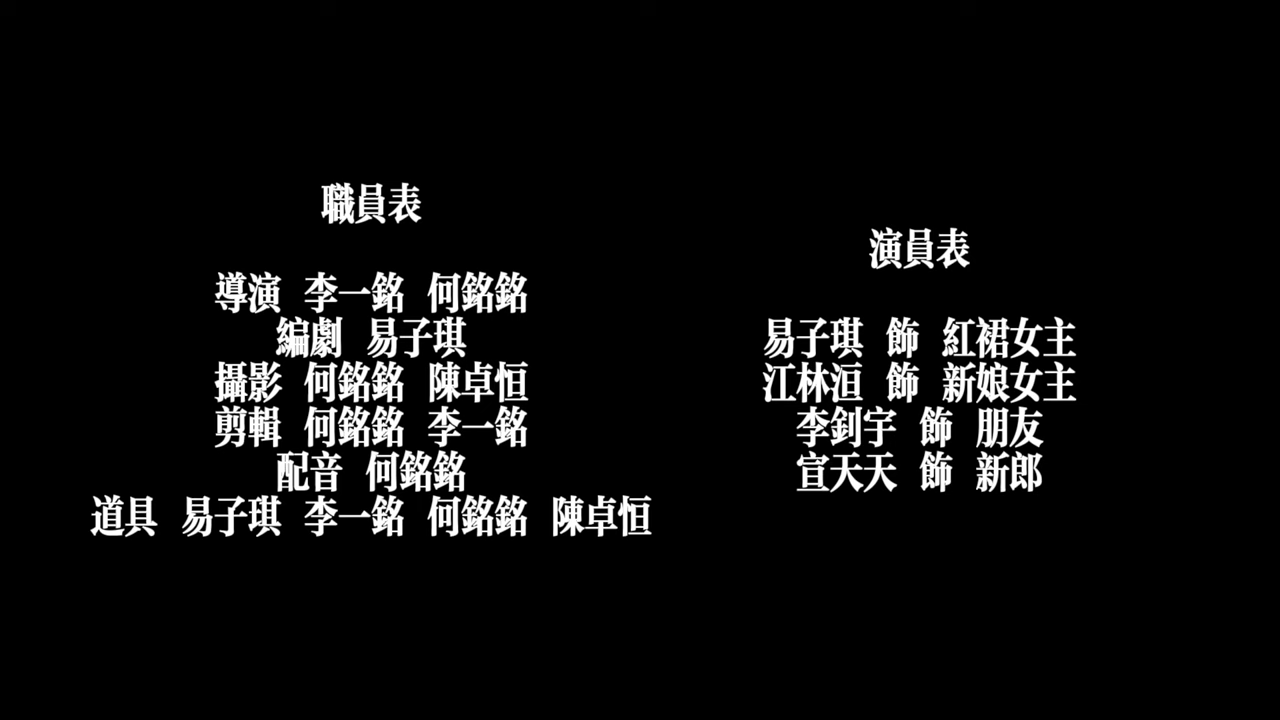 職員表
導演 李一銘 何銘銘
編劇 易子琪
攝影 何銘銘 陳卓恒
剪輯 何銘銘 李一銘
配音 何銘銘
道具 易子琪 李一銘 何銘銘 陳卓恒
演員表
易子琪 飾 紅裙女主
江林洹 飾 新娘女主
李釗宇 飾 朋友
宣天天 飾 新郎